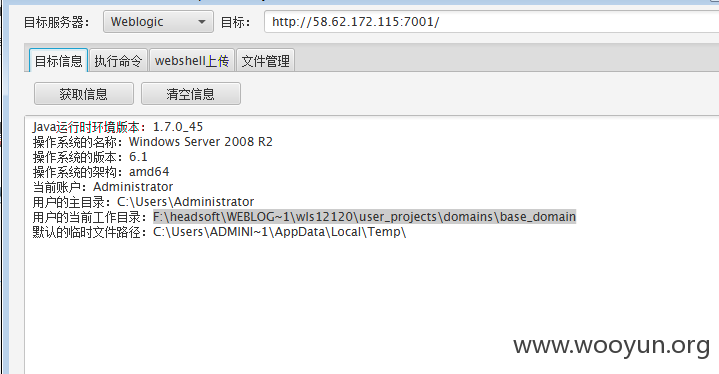 目标服务器： Weblogic 目标： http://58.62.172.115:7001/
目标信息 执行命令 webshell上传 文件管理
获取信息 清空信息
Java运行时环境版本：1.7.0_45
操作系统的名称：Windows Server 2008 R2
操作系统的版本：6.1
操作系统的架构：amd64
当前账户：Administrator
用户的主目录：C:\Users\Administrator
用户的当前工作目录：F:\headsoft\WEBLOG~1\wls12120\user_projects\domains\base_domain
默认的临时文件路径：C:\Users\ADMINI~1\AppData\Local\Temp\
www.wooyun.org